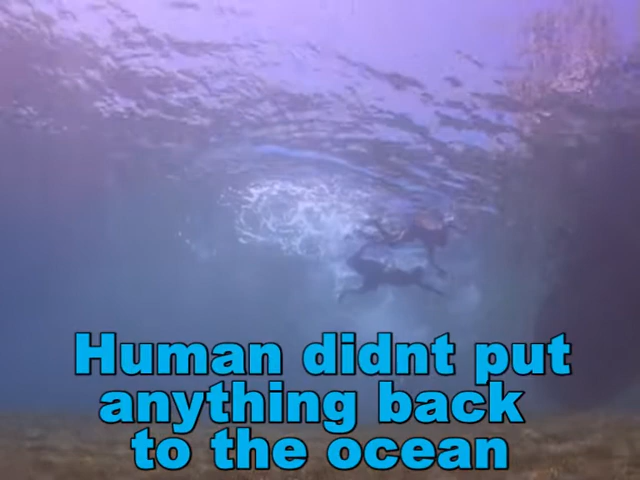 Human didnt put
anything back
to the ocean